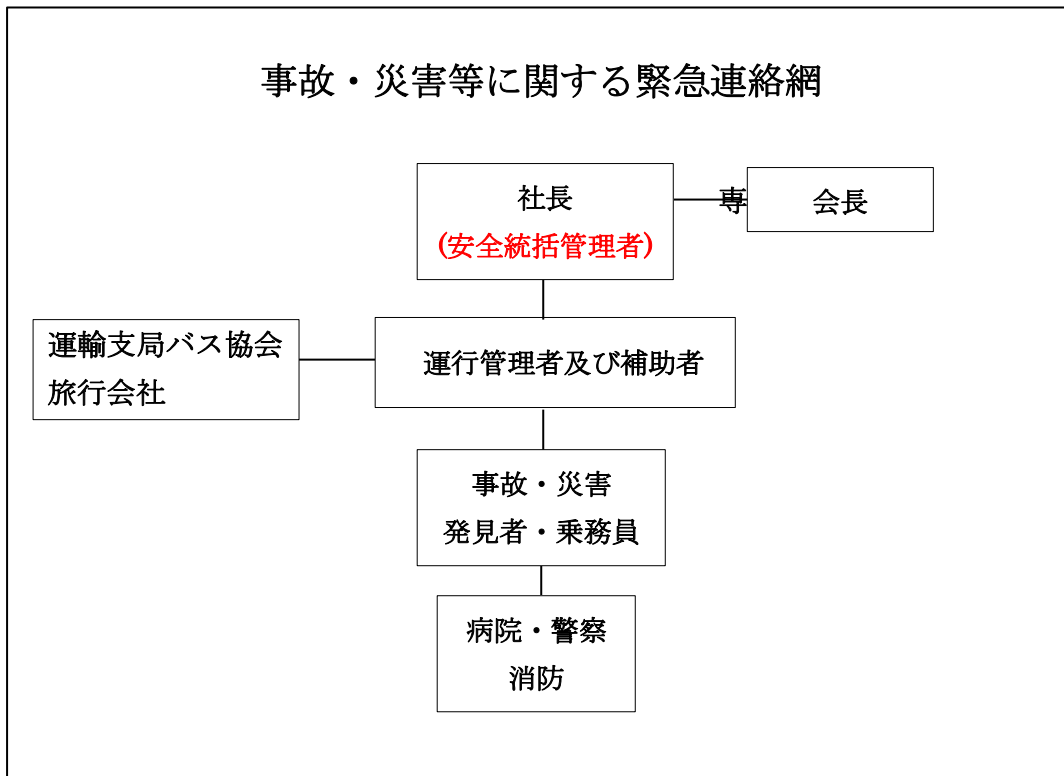 事故・災害等に関する緊急連絡網
社長
(安全統括管理者)
専
会長
運輸支局バス協会
旅行会社
運行管理者及び補助者
事故・災害
発見者・乗務員
病院・警察
消防